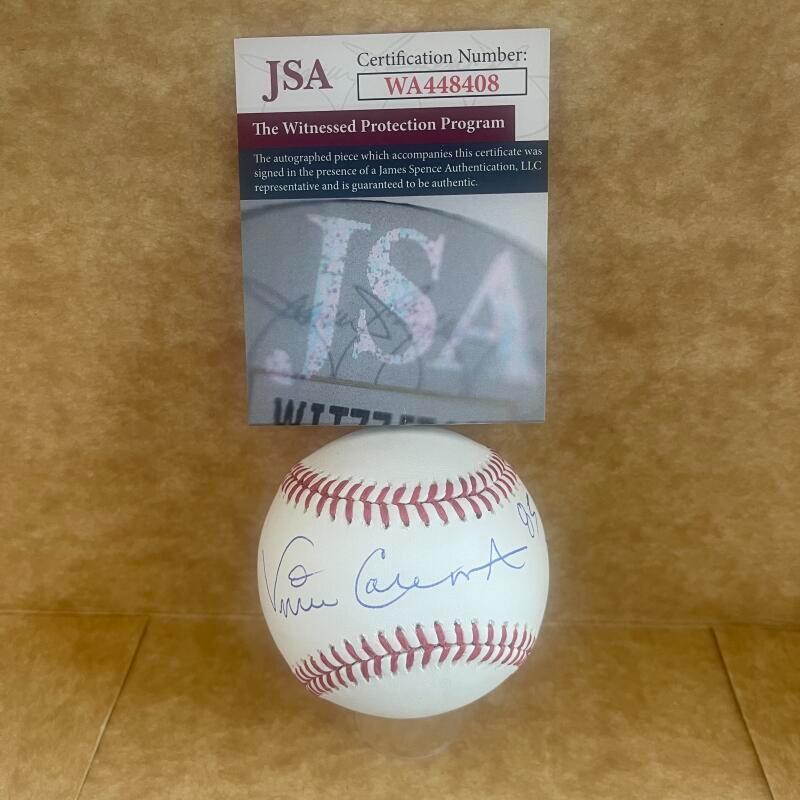 JSA
Certification Number:
WA448408
The Witnessed Protection Program
The autographed piece which accompanies this certificate was
signed in the presence of a James Spence Authentication, LLC
representative and is guaranteed to be authentic.
JSA
Vince